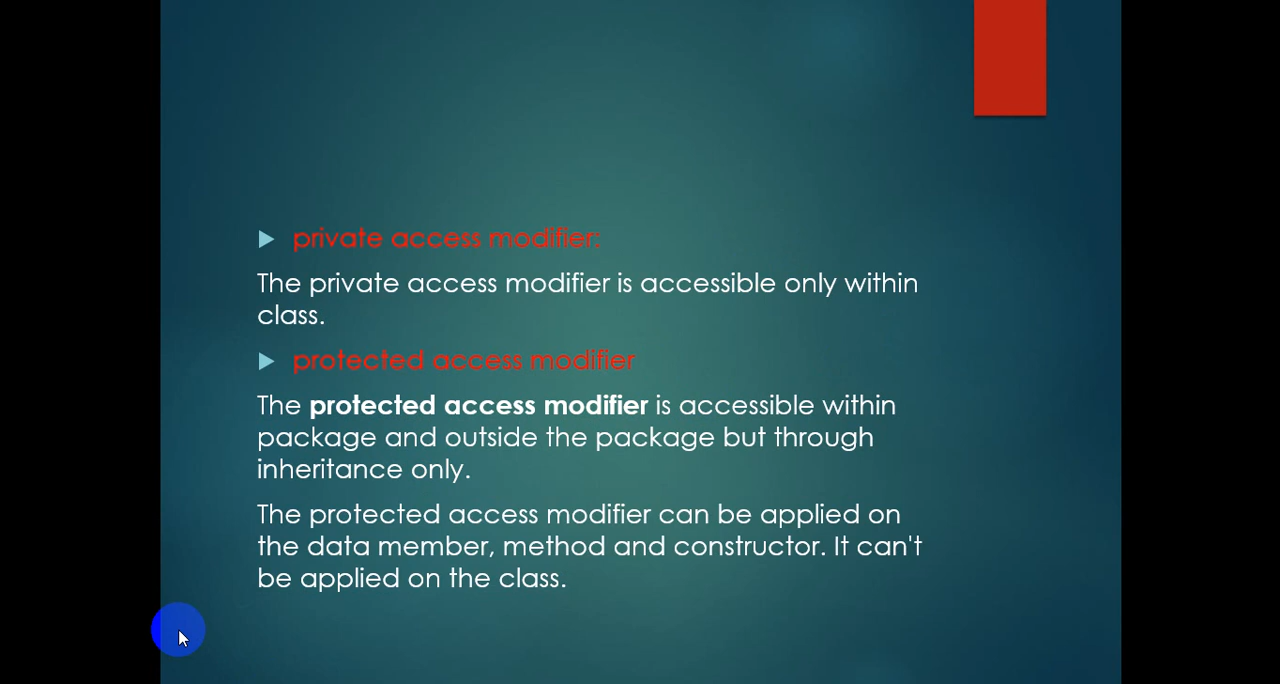 private access modifier:
The private access modifier is accessible only within
class.
protected access modifier
The protected access modifier is accessible within
package and outside the package but through
inheritance only.
The protected access modifier can be applied on
the data member, method and constructor. It can't
be applied on the class.